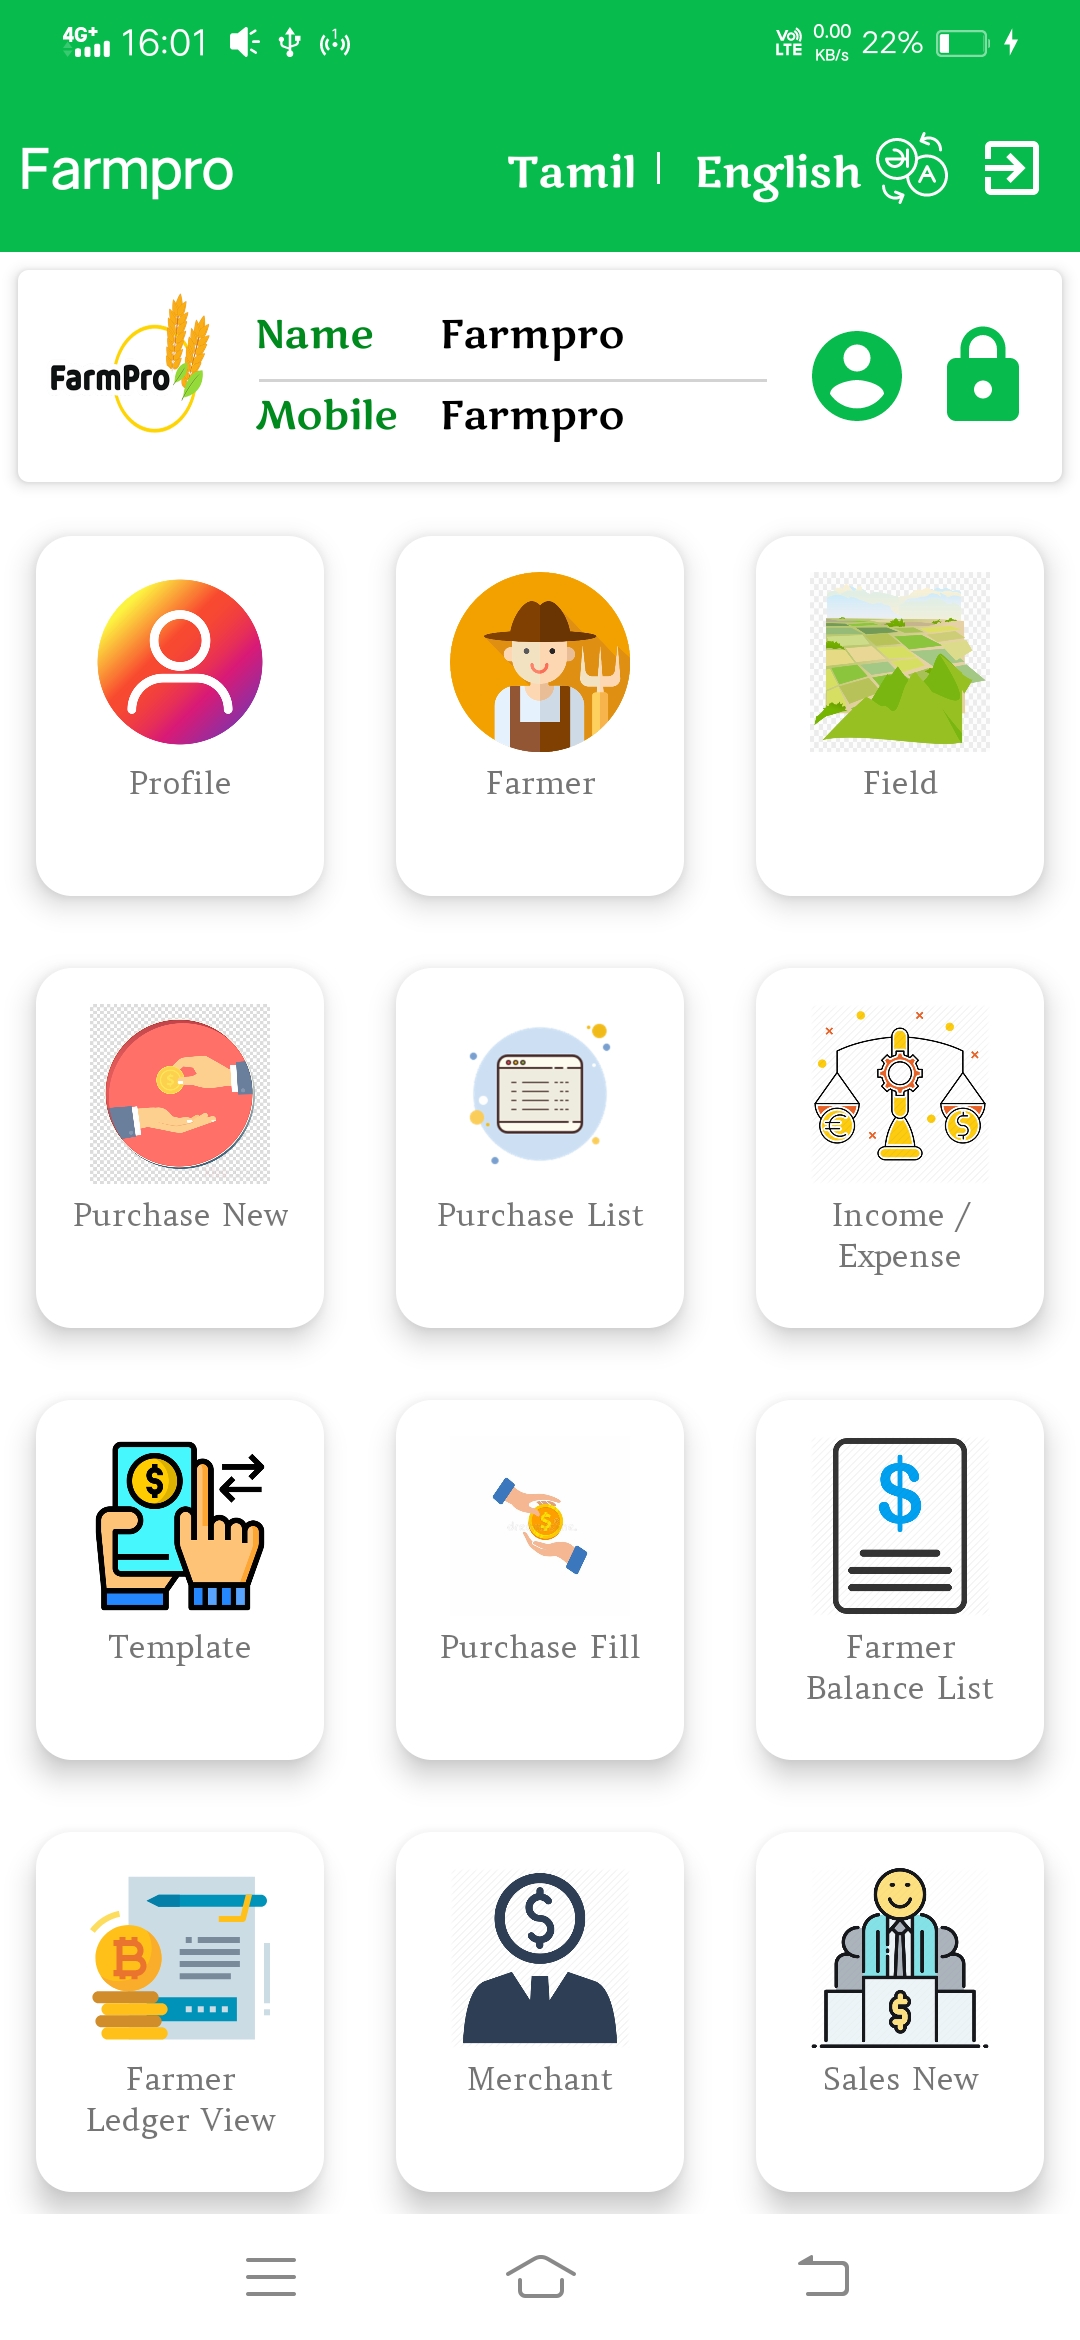 4G+ 16:01 Vo)) LTE 0.00 KB/s 22%
Farmpro Tamil | English
FarmPro
Name Farmpro
Mobile Farmpro
Profile Farmer Field
Purchase New Purchase List Income / Expense
Template Purchase Fill Farmer Balance List
Farmer Ledger View Merchant Sales New